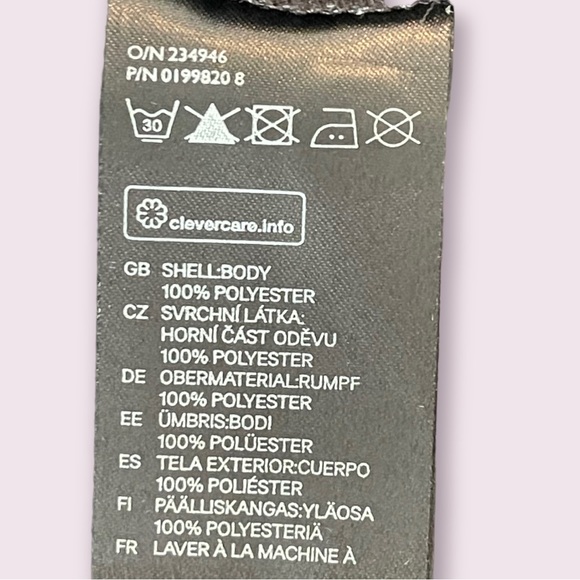 O/N 234946
P/N 0199820 8
30
clevercare.info
GB SHELL:BODY
100% POLYESTER
CZ SVRCHNÍ LÁTKA:
HORNÍ ČÁST ODĚVU
100% POLYESTER
DE OBERMATERIAL:RUMPF
100% POLYESTER
EE ÜMBRIS:BODI
100% POLÜESTER
ES TELA EXTERIOR:CUERPO
100% POLIÉSTER
FI PÄÄLLISKANGAS:YLÄOSA
100% POLYESTERIÄ
FR LAVER À LA MACHINE À